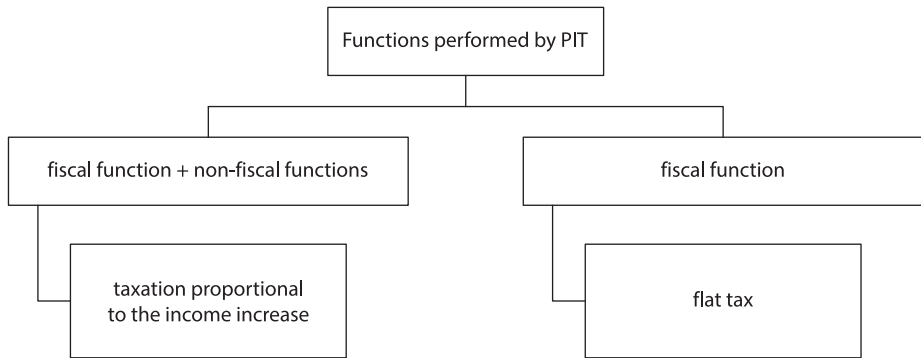 Functions performed by PIT
fiscal function + non-fiscal functions
fiscal function
taxation proportional
to the income increase
flat tax